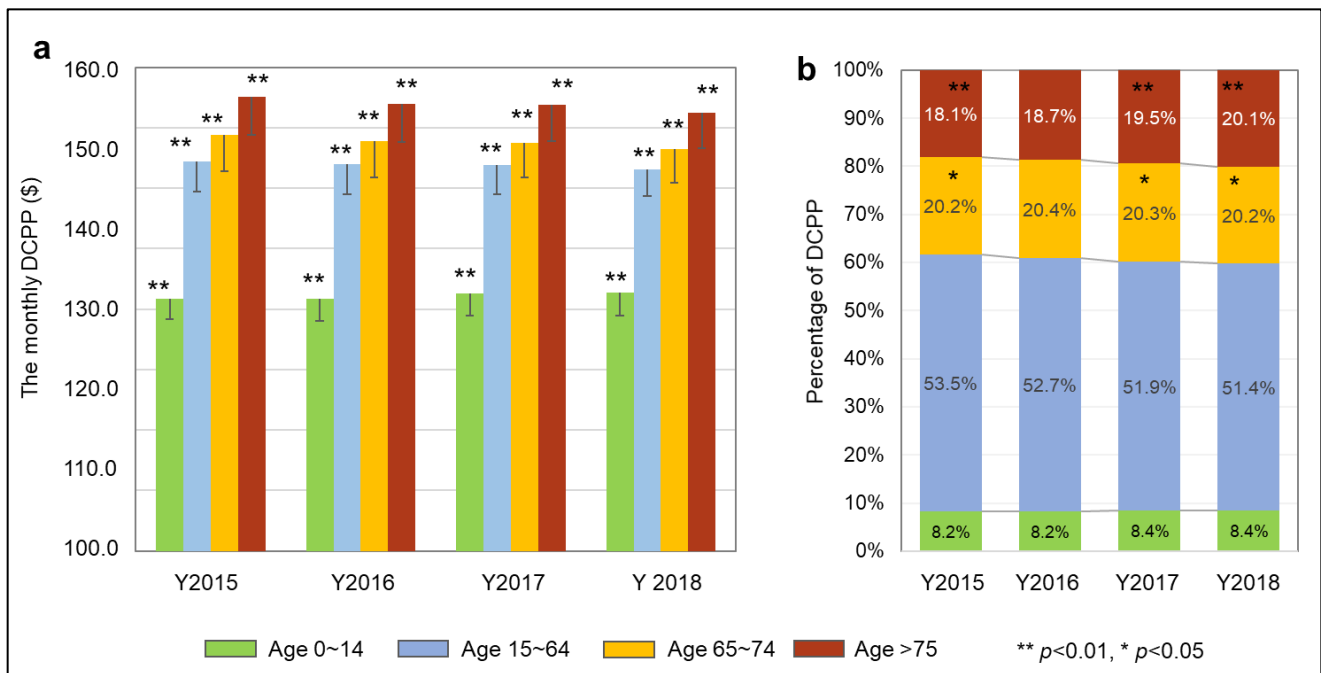 a
The monthly DCPP ($)
160.0
150.0
140.0
130.0
120.0
110.0
100.0
** ** ** **
** ** ** **
** ** ** **
** ** ** **
Y2015 Y2016 Y2017 Y 2018
b
Percentage of DCPP
100%
90%
80%
70%
60%
50%
40%
30%
20%
10%
0%
** ** **
18.1% 18.7% 19.5% 20.1%
* * *
20.2% 20.4% 20.3% 20.2%
53.5% 52.7% 51.9% 51.4%
8.2% 8.2% 8.4% 8.4%
Y2015 Y2016 Y2017 Y2018
Age 0~14 Age 15~64 Age 65~74 Age >75 ** p<0.01, * p<0.05